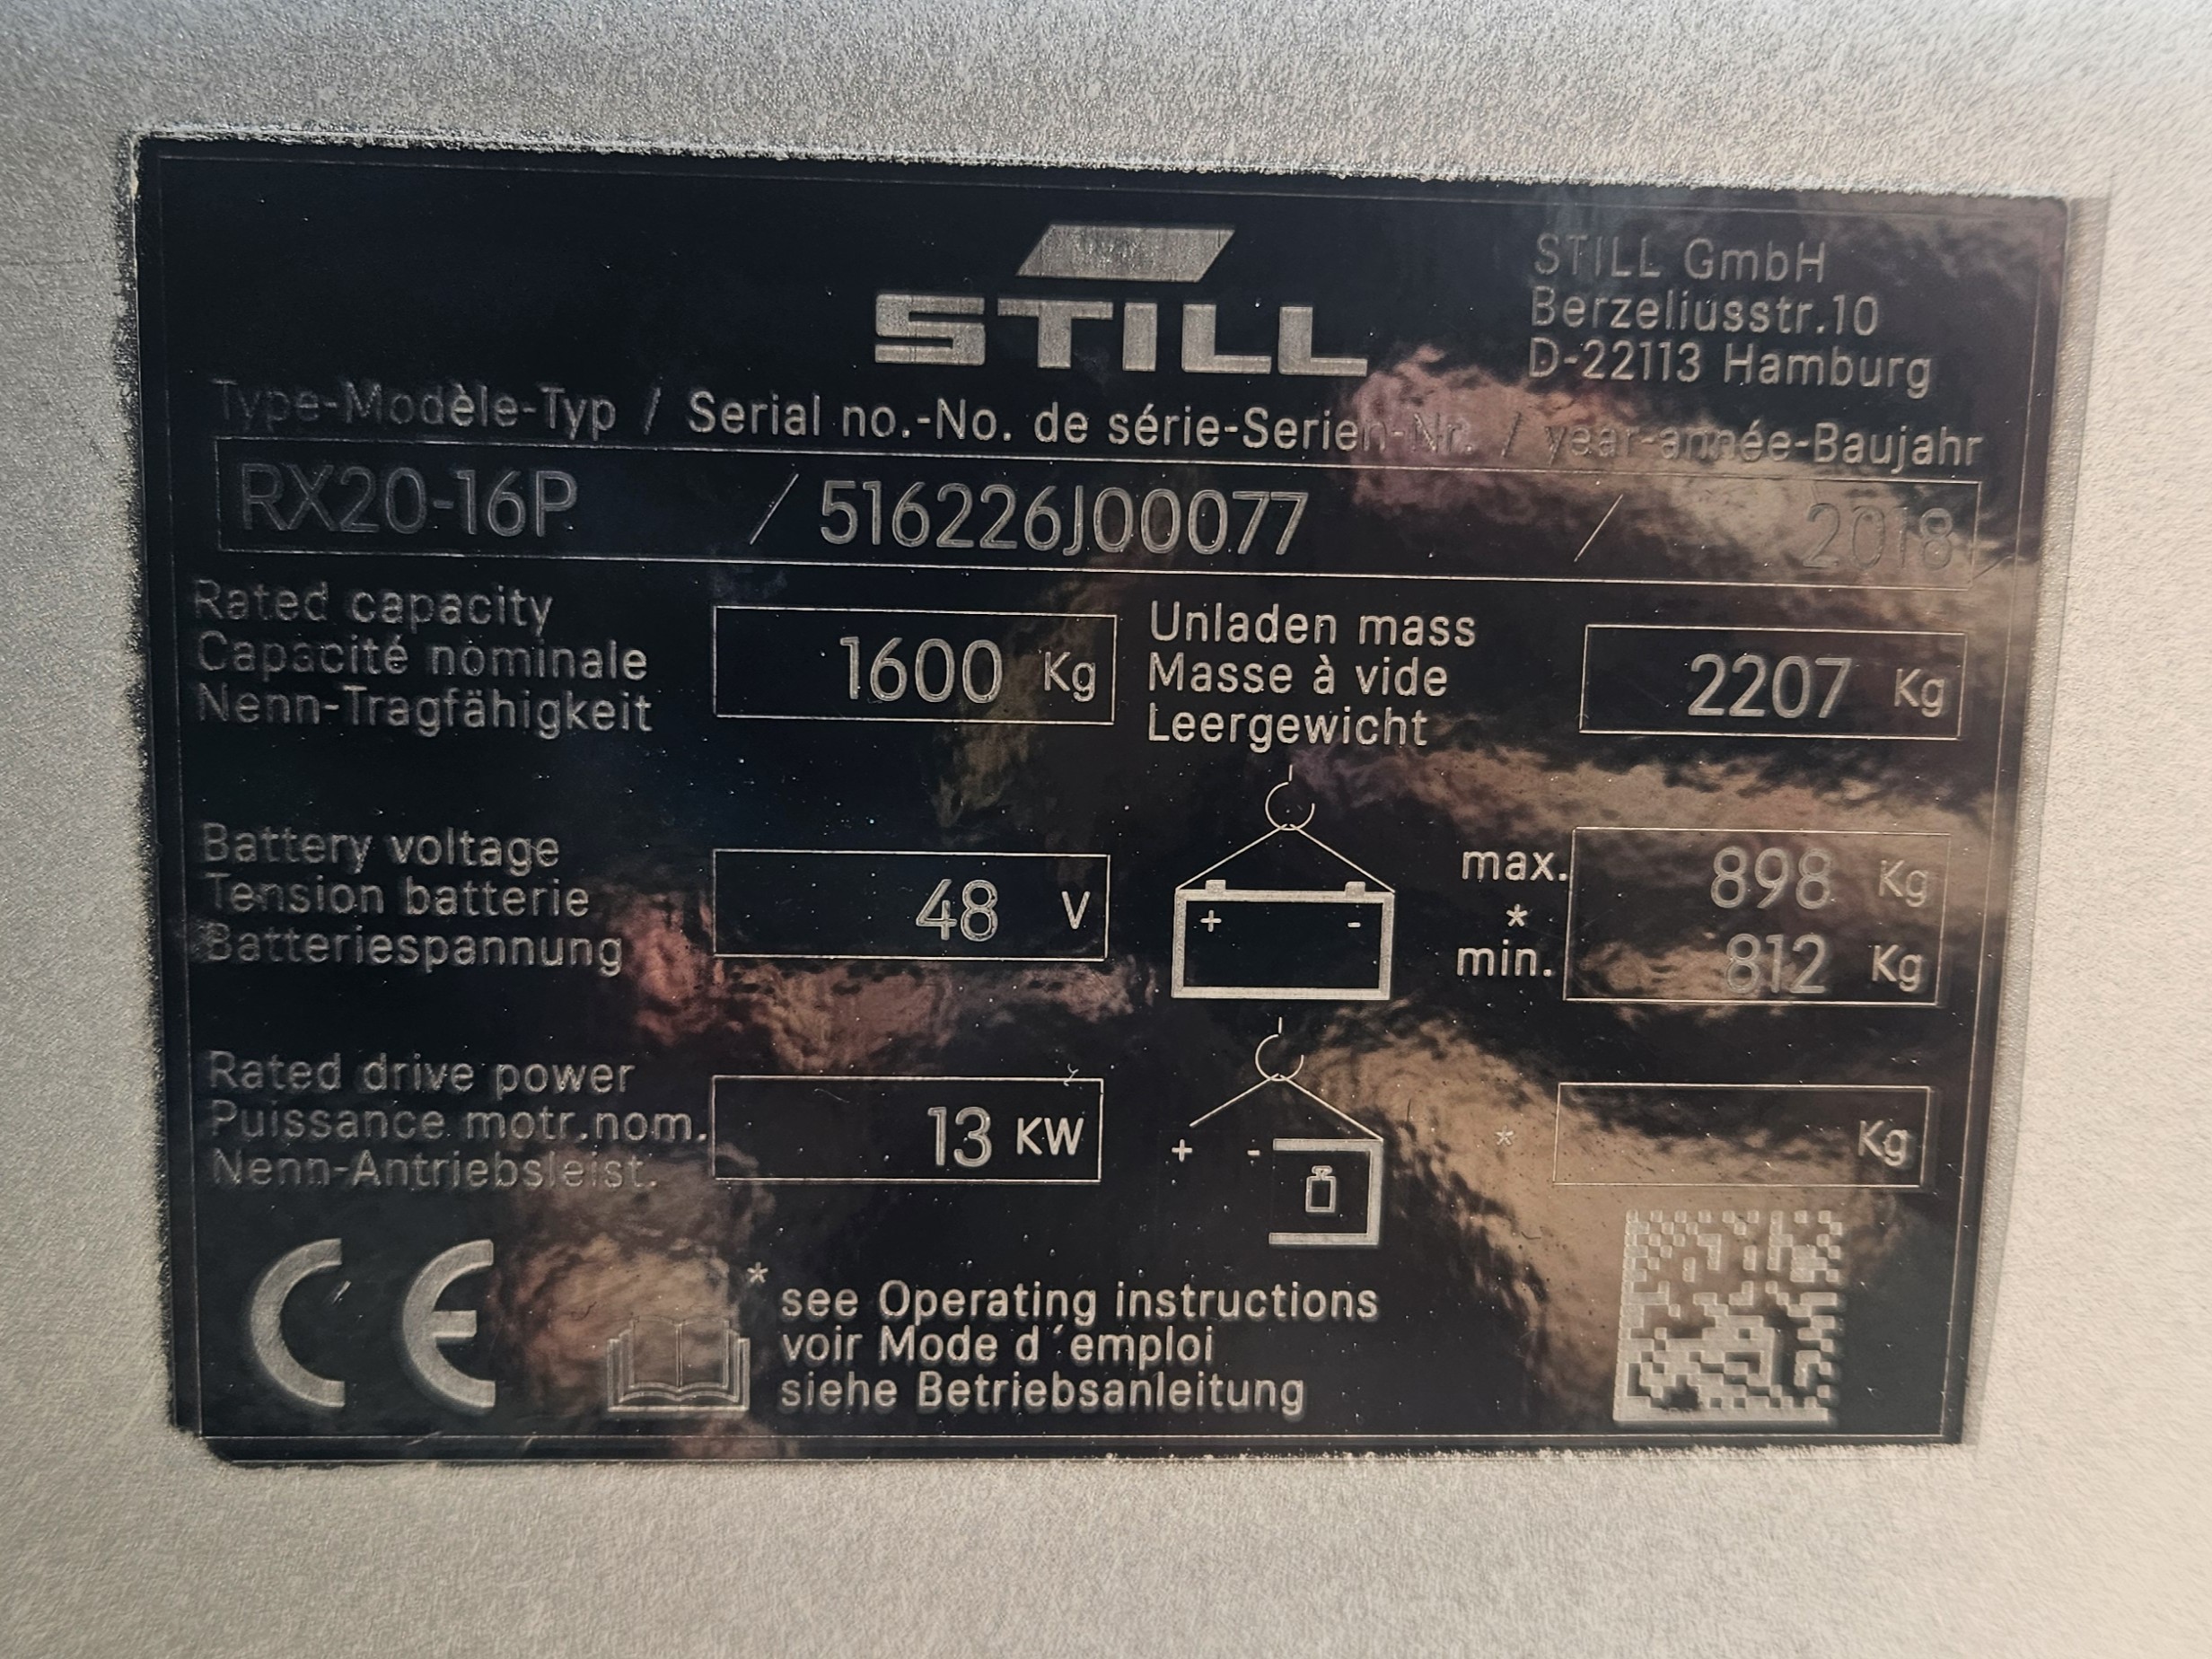 STILL
STILL GmbH
Berzeliusstr.10
D-22113 Hamburg
Type-Modèle-Typ / Serial no.-No. de série-Serien-Nr. / year-année-Baujahr
RX20-16P / 516226J00077 / 2018
Rated capacity
Capacité nominale
Nenn-Tragfähigkeit
1600 Kg
Unladen mass
Masse à vide
Leergewicht
2207 Kg
Battery voltage
Tension batterie
Batteriespannung
48 V
+ -
max. 898 Kg
*
min. 812 Kg
Rated drive power
Puissance motr.nom.
Nenn-Antriebsleist.
13 KW
+ -
* Kg
CE
* see Operating instructions
voir Mode d´emploi
siehe Betriebsanleitung